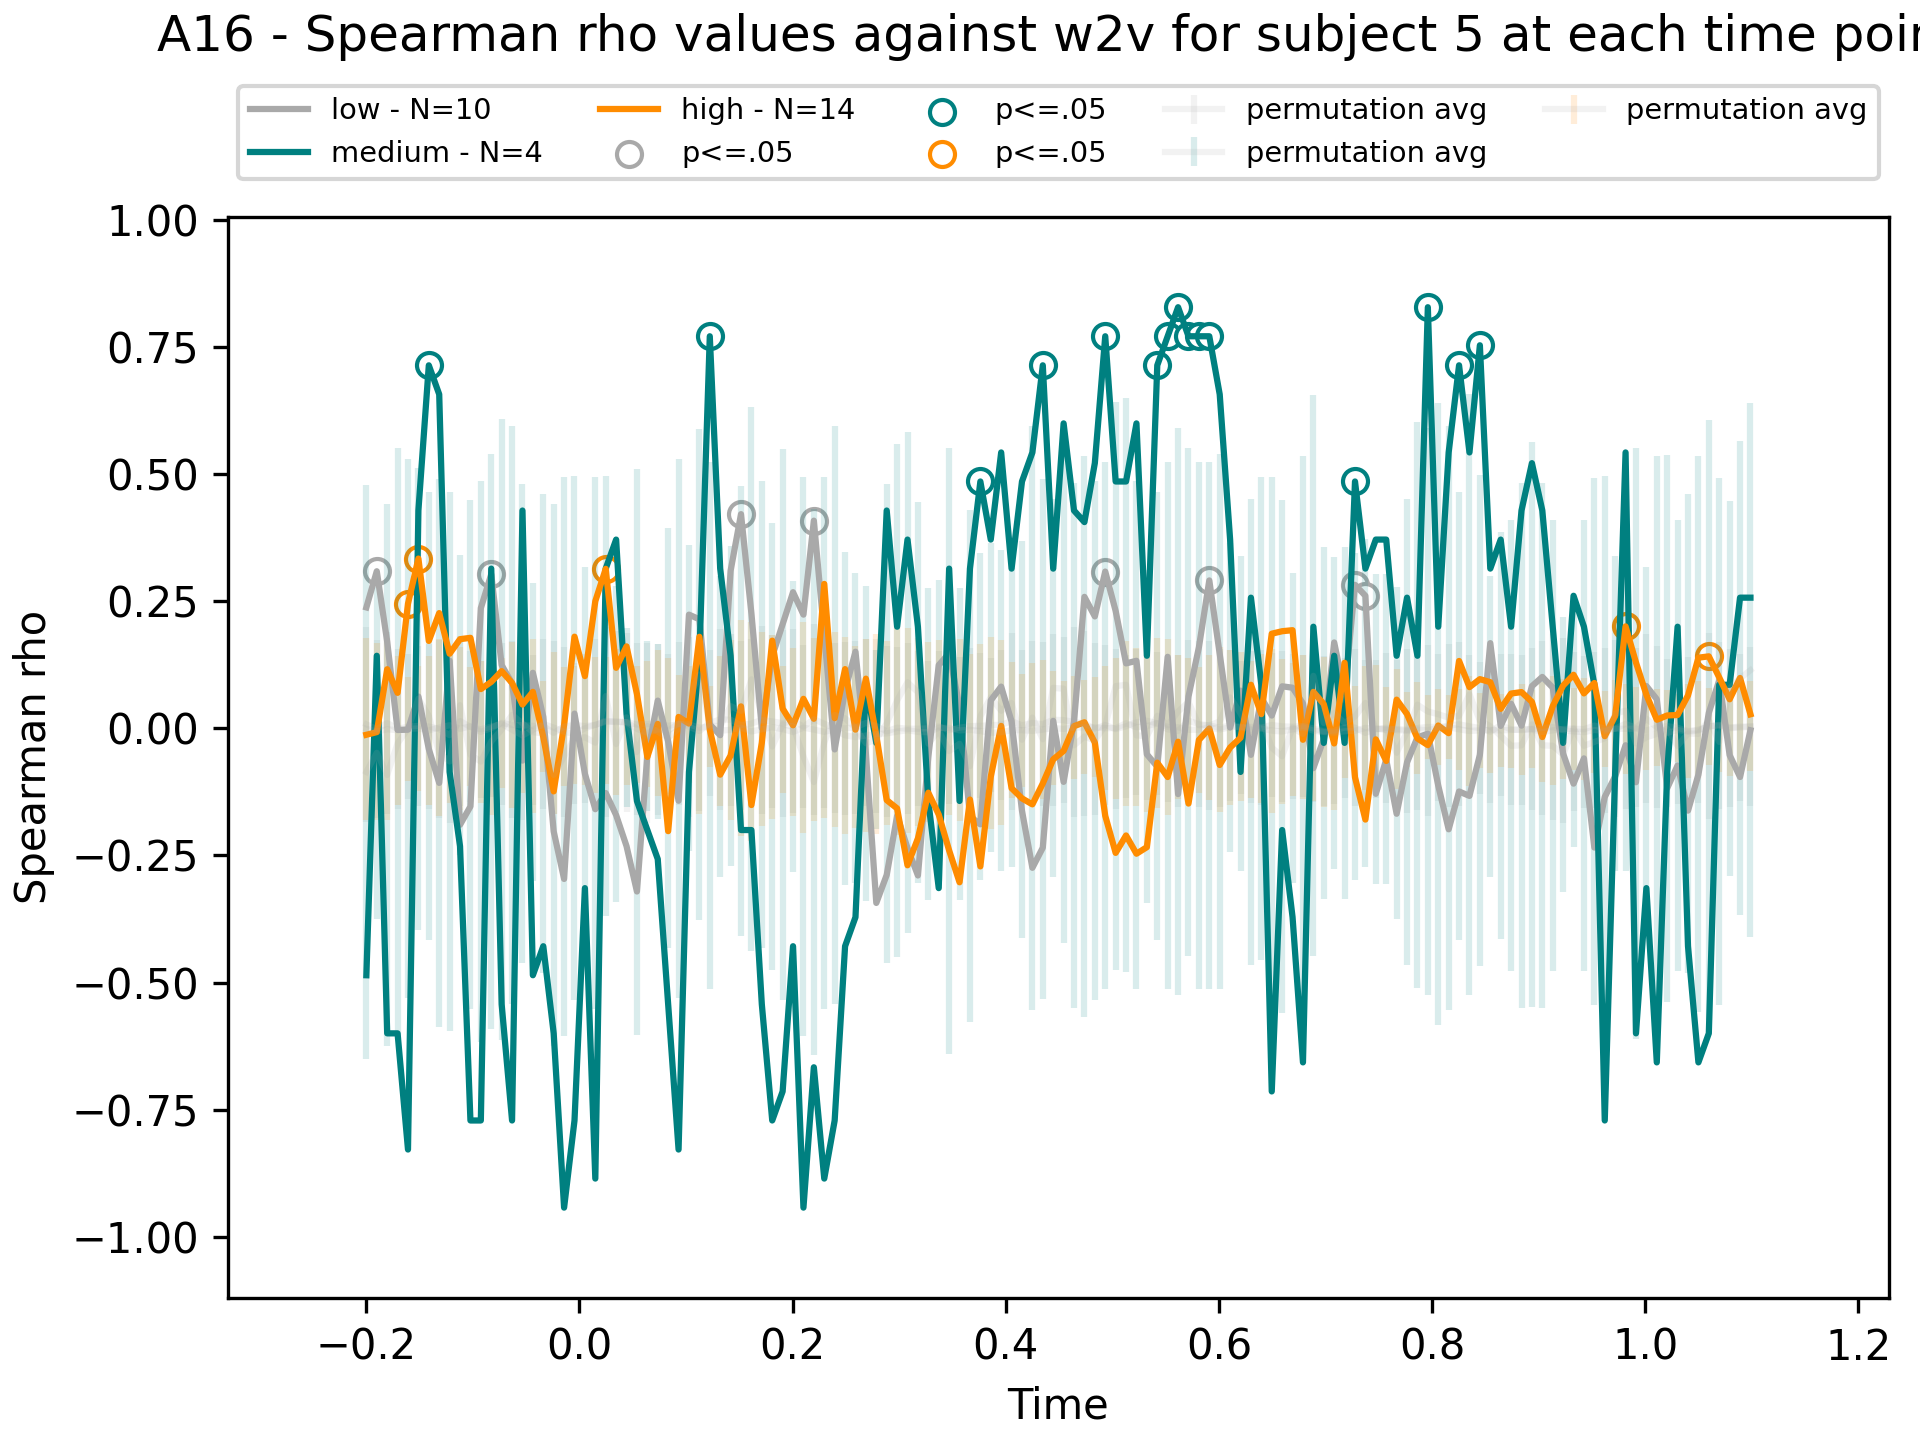 A16 - Spearman rho values against w2v for subject 5 at each time poi
low - N=10
medium - N=4
high - N=14
p<=.05
p<=.05
p<=.05
permutation avg
permutation avg
permutation avg
Spearman rho
1.00
0.75
0.50
0.25
0.00
−0.25
−0.50
−0.75
−1.00
−0.2 0.0 0.2 0.4 0.6 0.8 1.0 1.2
Time